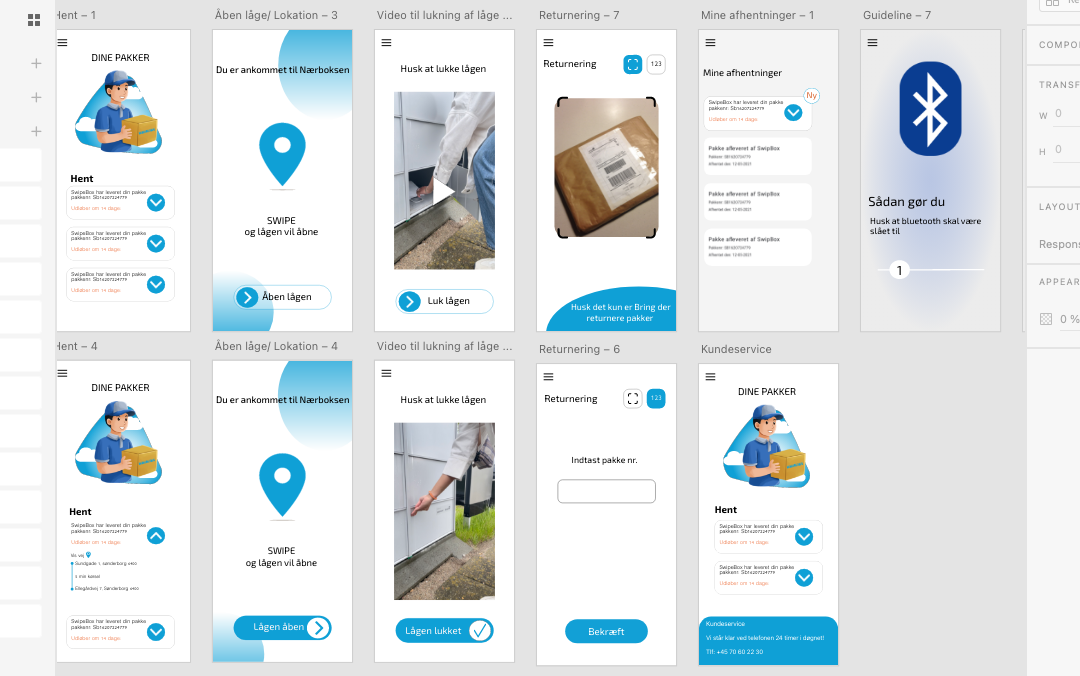 Hent – 1
DINE PAKKER
Hent
SwipeBox har leveret din pakke
pakkenr. Sb16207324779
Udløber om 14 dage.
SwipeBox har leveret din pakke
pakkenr. Sb16207324779
Udløber om 14 dage.
SwipeBox har leveret din pakke
pakkenr. Sb16207324779
Udløber om 14 dage.
Åben låge/ Lokation – 3
Du er ankommet til Nærboksen
SWIPE
og lågen vil åbne
Åben lågen
Video til lukning af låge ...
Husk at lukke lågen
Luk lågen
Returnering – 7
Returnering
123
Husk det kun er Bring der
returnere pakker
Mine afhentninger – 1
Mine afhentninger
Ny
SwipeBox har leveret din pakke
pakkenr. Sb16207324779
Udløber om 14 dage.
Pakke afleveret af SwipBox
Pakke afleveret af SwipBox
Pakke afleveret af SwipBox
Guideline – 7
Sådan gør du
Husk at bluetooth skal være
slået til
1
COMPO
TRANSF
W 0
H 0
LAYOUT
Respons
APPEAR
0 %
Hent – 4
DINE PAKKER
Hent
SwipeBox har leveret din pakke
pakkenr. Sb16207324779
Udløber om 14 dage.
Vis vej
Sundgade 1, sønderborg 6400
5 min kørsel
Ellegårdvej 7, Sønderborg 6400
SwipeBox har leveret din pakke
pakkenr. Sb16207324779
Udløber om 14 dage.
Åben låge/ Lokation – 4
Du er ankommet til Nærboksen
SWIPE
og lågen vil åbne
Lågen åben
Video til lukning af låge ...
Husk at lukke lågen
Lågen lukket
Returnering – 6
Returnering
123
Indtast pakke nr.
Bekræft
Kundeservice
DINE PAKKER
Hent
SwipeBox har leveret din pakke
pakkenr. Sb16207324779
Udløber om 14 dage.
SwipeBox har leveret din pakke
pakkenr. Sb16207324779
Udløber om 14 dage.
Kundeservice
Vi står klar ved telefonen 24 timer i døgnet!
Tlf: +45 70 60 22 30